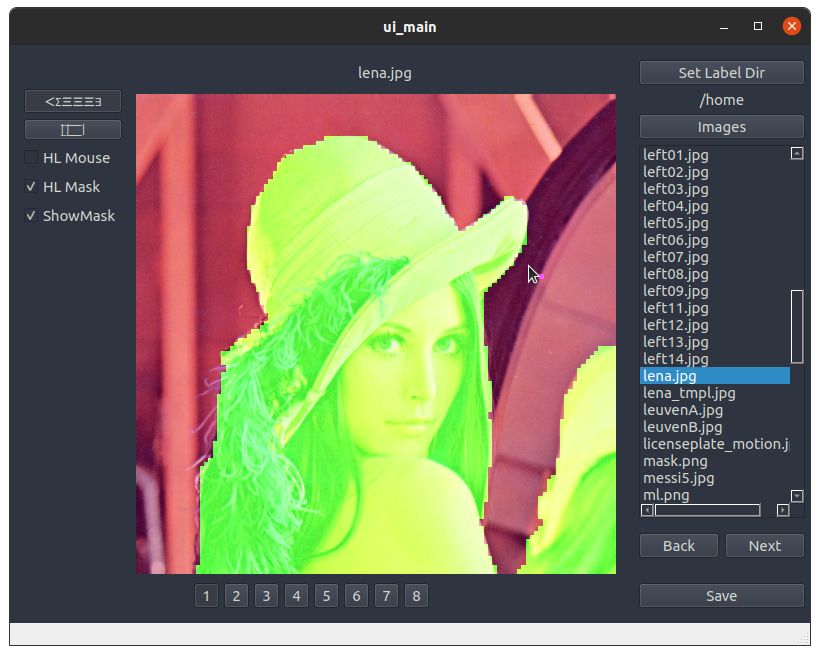 ui_main
lena.jpg
HL Mouse
HL Mask
ShowMask
1 2 3 4 5 6 7 8
Set Label Dir
/home
Images
left01.jpg
left02.jpg
left03.jpg
left04.jpg
left05.jpg
left06.jpg
left07.jpg
left08.jpg
left09.jpg
left11.jpg
left12.jpg
left13.jpg
left14.jpg
lena.jpg
lena_tmpl.jpg
leuvenA.jpg
leuvenB.jpg
licenseplate_motion.j
mask.png
messi5.jpg
ml.png
Back Next
Save